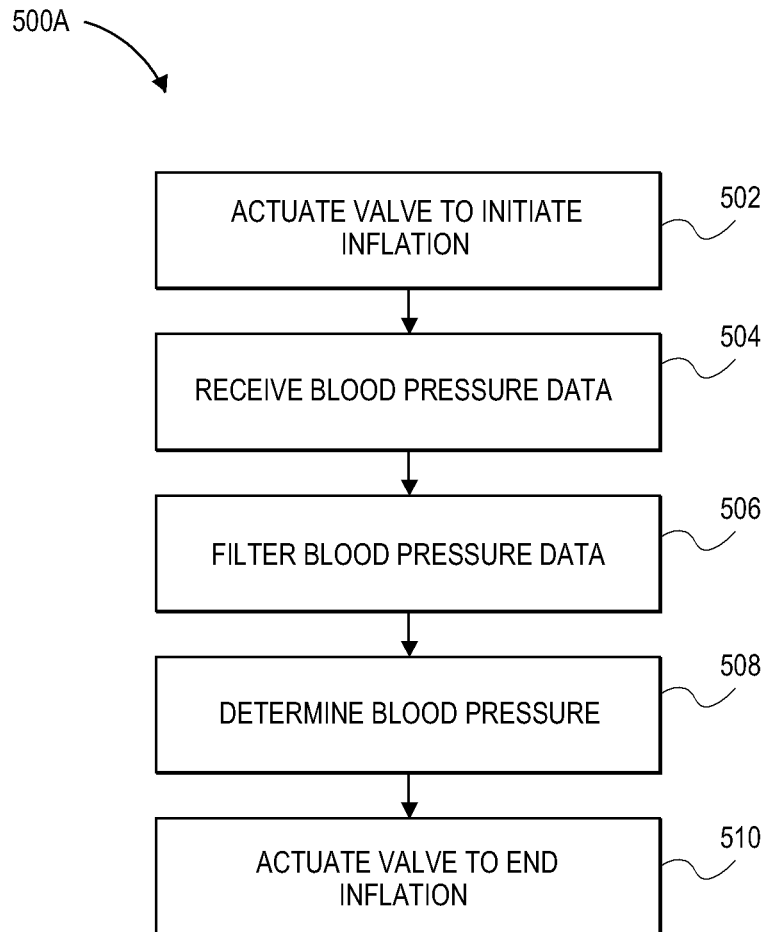 500A
ACTUATE VALVE TO INITIATE
INFLATION
502
RECEIVE BLOOD PRESSURE DATA
504
FILTER BLOOD PRESSURE DATA
506
DETERMINE BLOOD PRESSURE
508
ACTUATE VALVE TO END
INFLATION
510